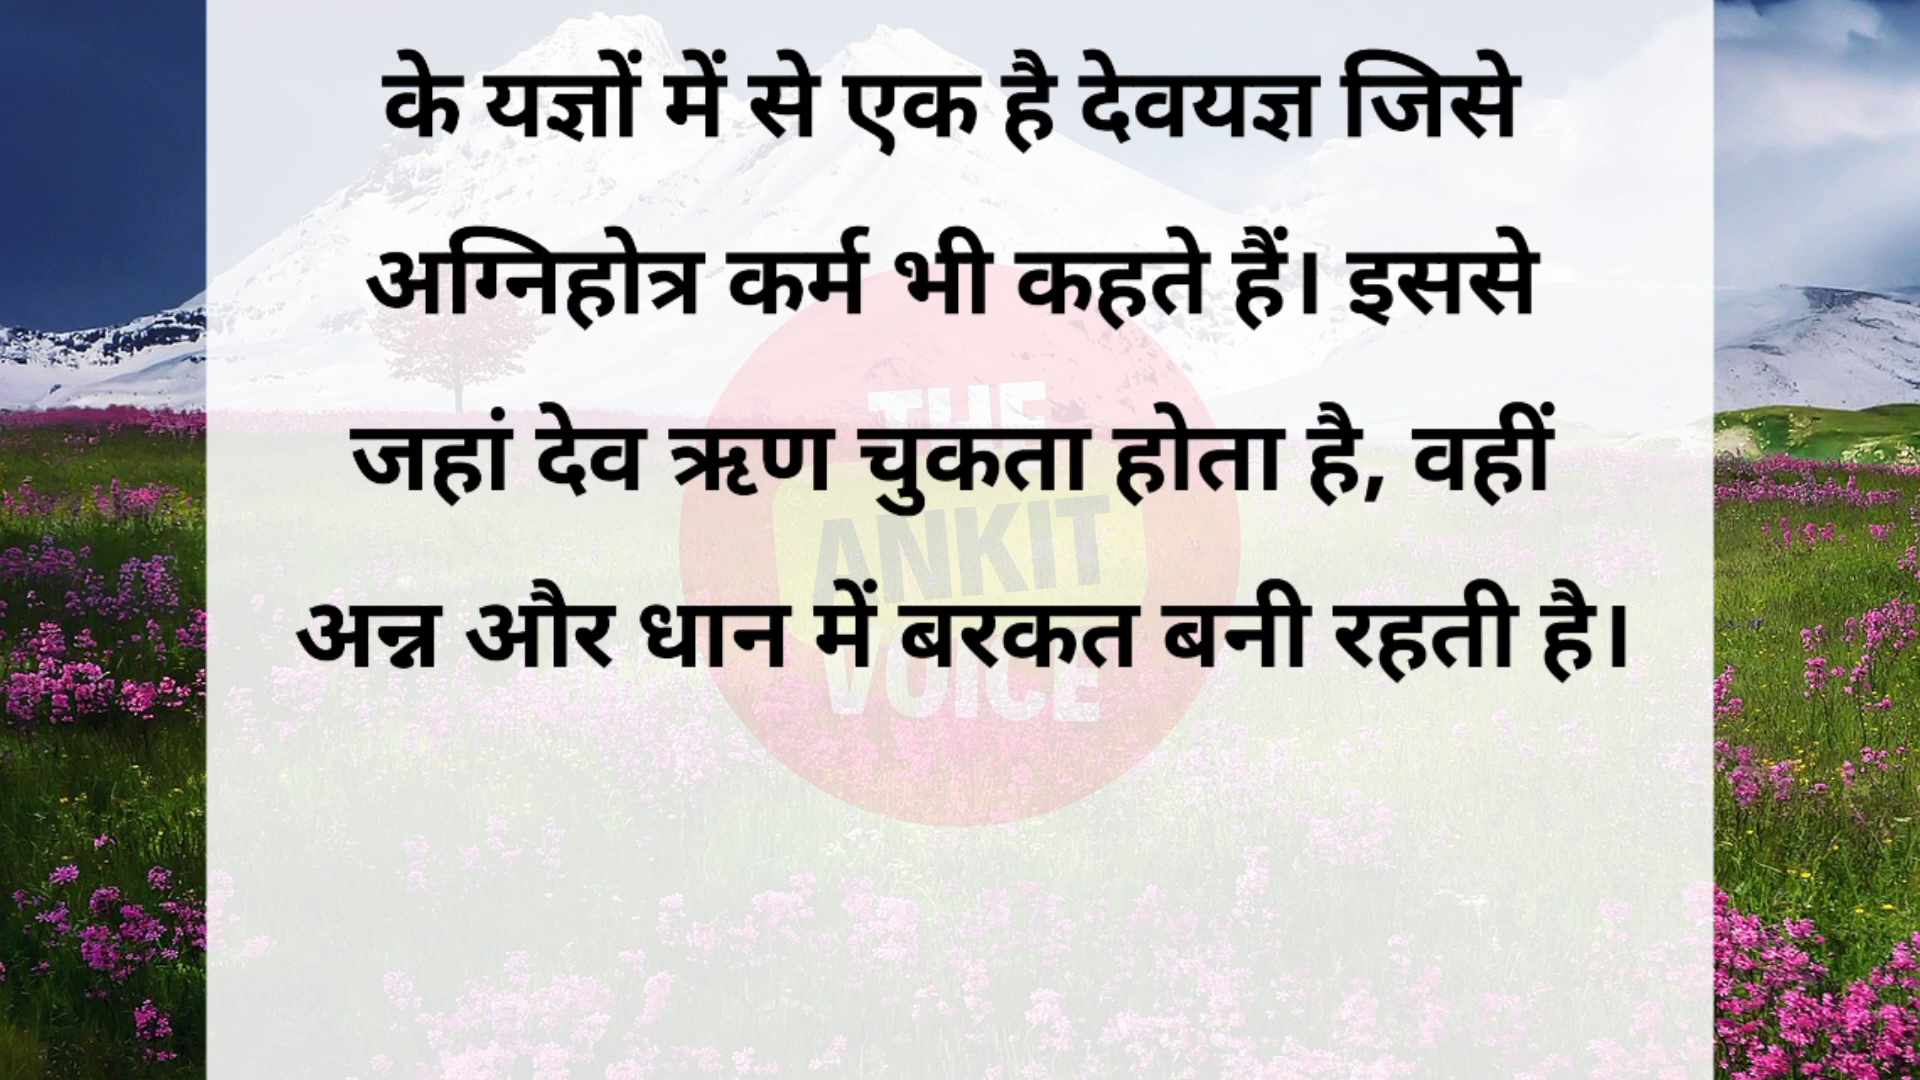 के यज्ञों में से एक है देवयज्ञ जिसे
अग्निहोत्र कर्म भी कहते हैं। इससे
जहां देव ऋण चुकता होता है, वहीं
अन्न और धान में बरकत बनी रहती है।
THE
ANKIT
VOICE